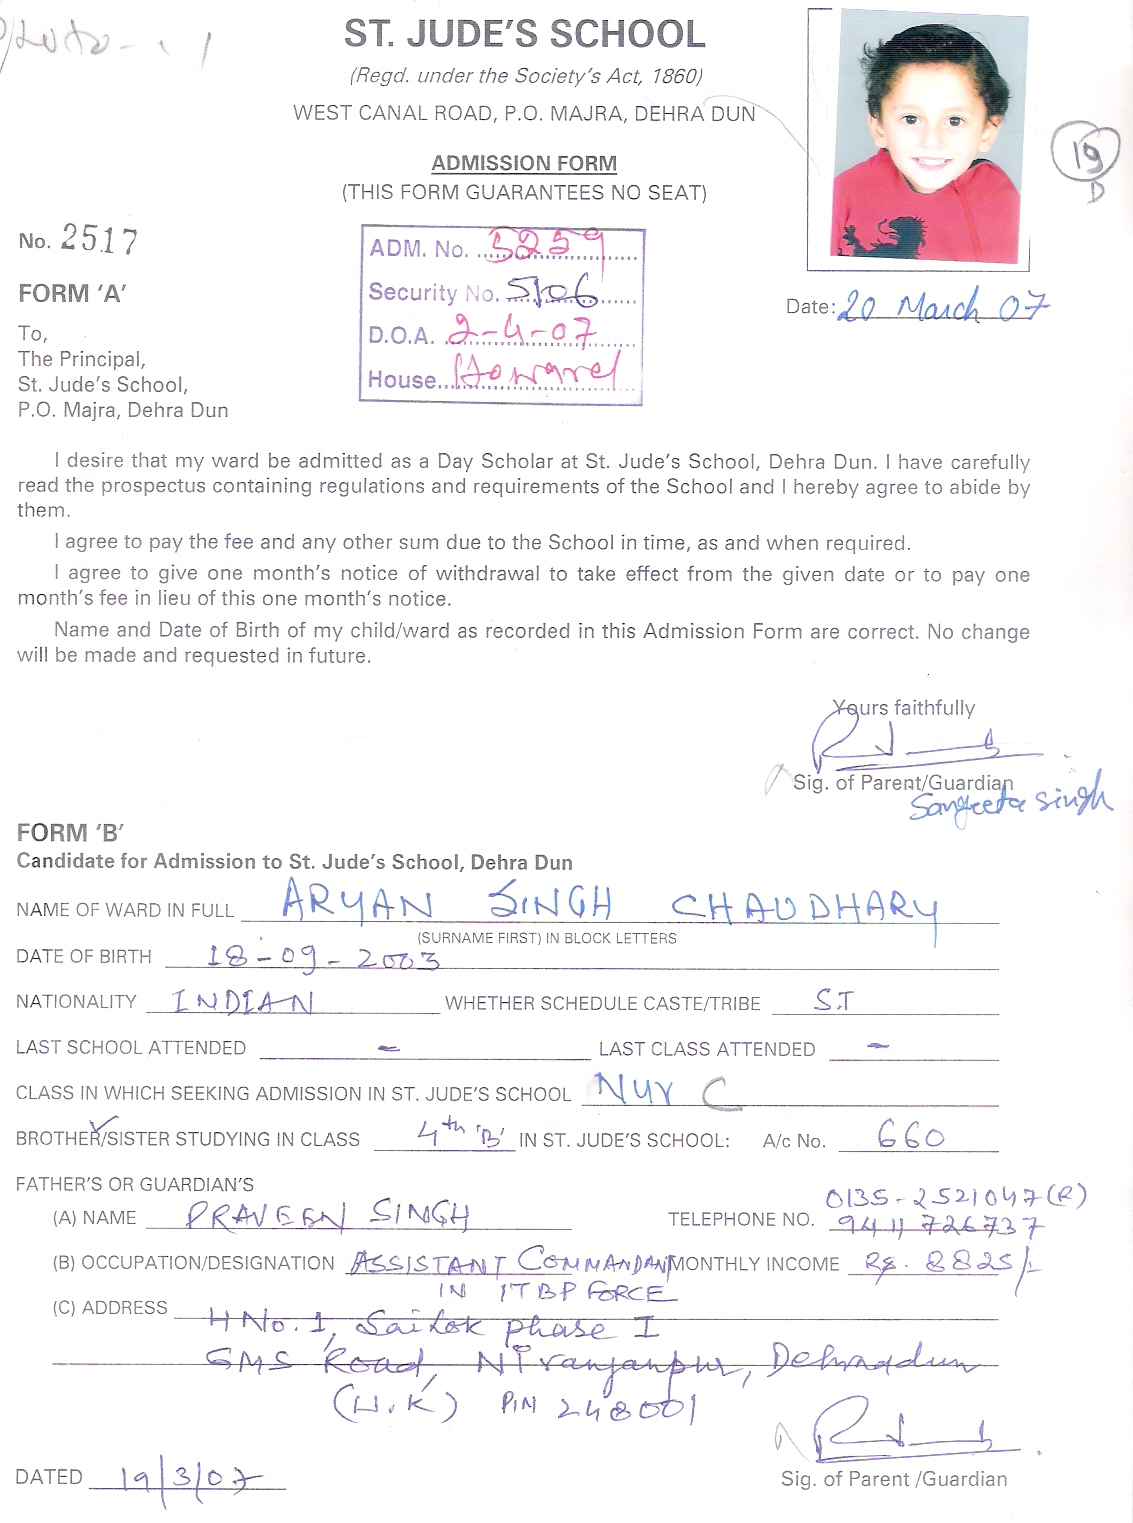 ST. JUDE'S SCHOOL
(Regd. under the Society's Act, 1860)
WEST CANAL ROAD, P.O. MAJRA, DEHRA DUN
ADMISSION FORM
(THIS FORM GUARANTEES NO SEAT)
19
D
No. 2517
ADM. No. 5259
Security No. 5106
D.O.A. 2-4-07
House Howard
Date: 20 March 07
FORM 'A'
To,
The Principal,
St. Jude's School,
P.O. Majra, Dehra Dun
I desire that my ward be admitted as a Day Scholar at St. Jude's School, Dehra Dun. I have carefully
read the prospectus containing regulations and requirements of the School and I hereby agree to abide by
them.
I agree to pay the fee and any other sum due to the School in time, as and when required.
I agree to give one month's notice of withdrawal to take effect from the given date or to pay one
month's fee in lieu of this one month's notice.
Name and Date of Birth of my child/ward as recorded in this Admission Form are correct. No change
will be made and requested in future.
Yours faithfully
Sig. of Parent/Guardian
Sangeeta Singh
FORM 'B'
Candidate for Admission to St. Jude's School, Dehra Dun
NAME OF WARD IN FULL ARYAN SINGH CHAUDHARY
(SURNAME FIRST) IN BLOCK LETTERS
DATE OF BIRTH 18-09-2003
NATIONALITY INDIAN WHETHER SCHEDULE CASTE/TRIBE S.T
LAST SCHOOL ATTENDED - LAST CLASS ATTENDED -
CLASS IN WHICH SEEKING ADMISSION IN ST. JUDE'S SCHOOL Nur C
BROTHER/SISTER STUDYING IN CLASS 4th 'B' IN ST. JUDE'S SCHOOL: A/c No. 660
FATHER'S OR GUARDIAN'S
0135-2521047(R)
(A) NAME PRAVEEN SINGH TELEPHONE NO. 9411726737
(B) OCCUPATION/DESIGNATION ASSISTANT COMMANDANT MONTHLY INCOME Rs. 8825/-
IN ITBP FORCE
(C) ADDRESS H No. 1, Sailok phase I
GMS Road, Niranjanpur, Dehradun
(U.K) PIN 248001
DATED 19/3/07
Sig. of Parent /Guardian